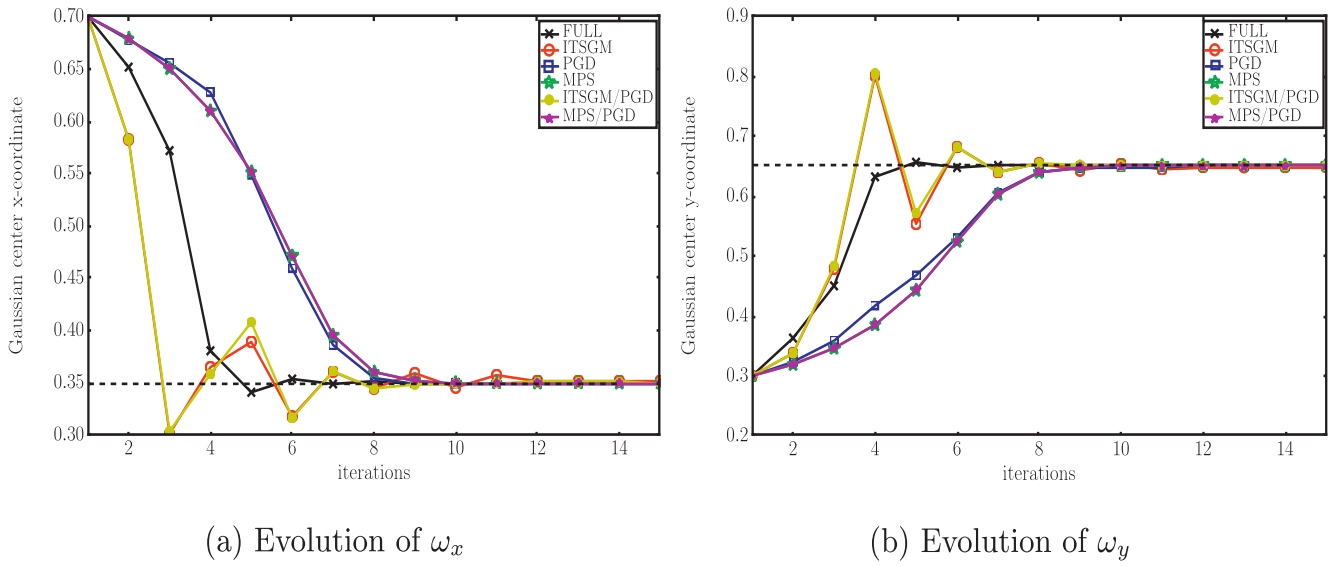 0.70
0.65
0.60
0.55
0.50
0.45
0.40
0.35
0.30
Gaussian center x-coordinate
FULL
ITSGM
PGD
MPS
ITSGM/PGD
MPS/PGD
2 4 6 8 10 12 14
iterations
(a) Evolution of ω_x
0.9
0.8
0.7
0.6
0.5
0.4
0.3
0.2
Gaussian center y-coordinate
FULL
ITSGM
PGD
MPS
ITSGM/PGD
MPS/PGD
2 4 6 8 10 12 14
iterations
(b) Evolution of ω_y